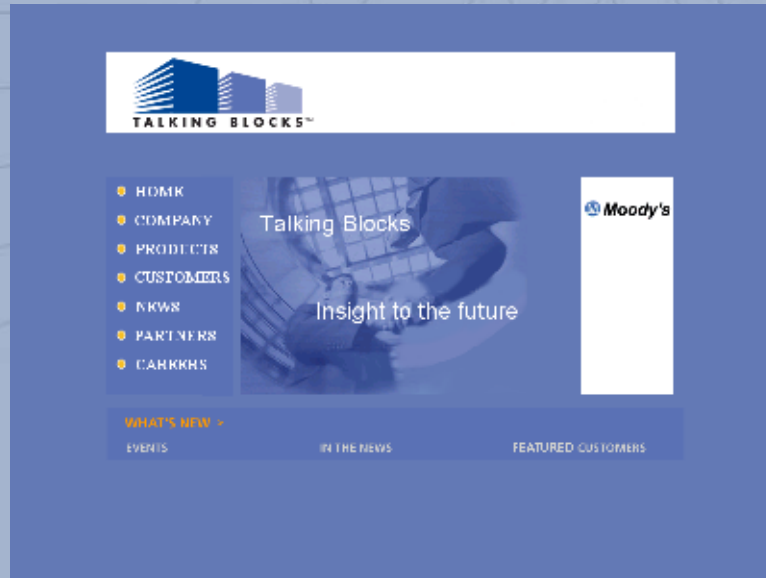 TALKING BLOCKS™
HOME
COMPANY
PRODUCTS
CUSTOMERS
NEWS
PARTNERS
CAREERS
Talking Blocks
Insight to the future
Moody's
WHAT'S NEW >
EVENTS
IN THE NEWS
FEATURED CUSTOMERS